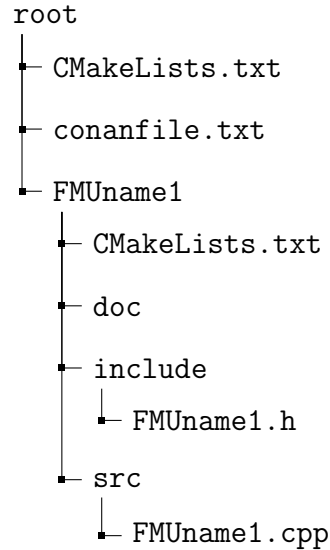 root
CMakeLists.txt
conanfile.txt
FMUname1
CMakeLists.txt
doc
include
FMUname1.h
src
FMUname1.cpp